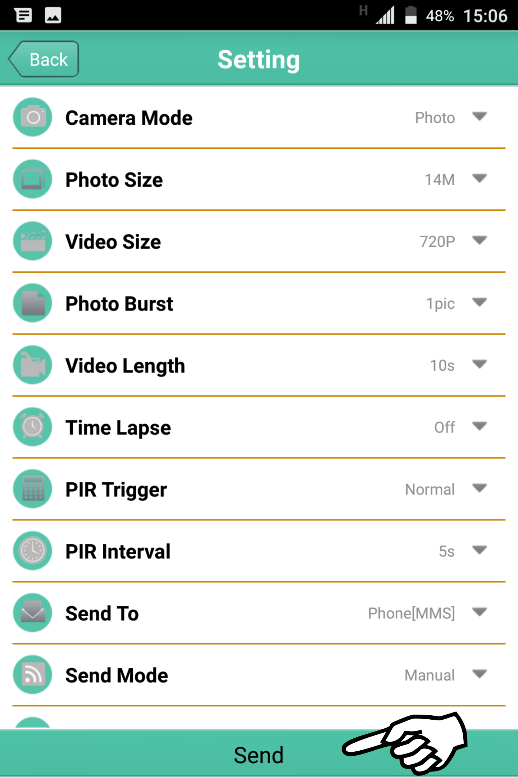 H 48% 15:06
Back Setting
Camera Mode Photo
Photo Size 14M
Video Size 720P
Photo Burst 1pic
Video Length 10s
Time Lapse Off
PIR Trigger Normal
PIR Interval 5s
Send To Phone[MMS]
Send Mode Manual
Send